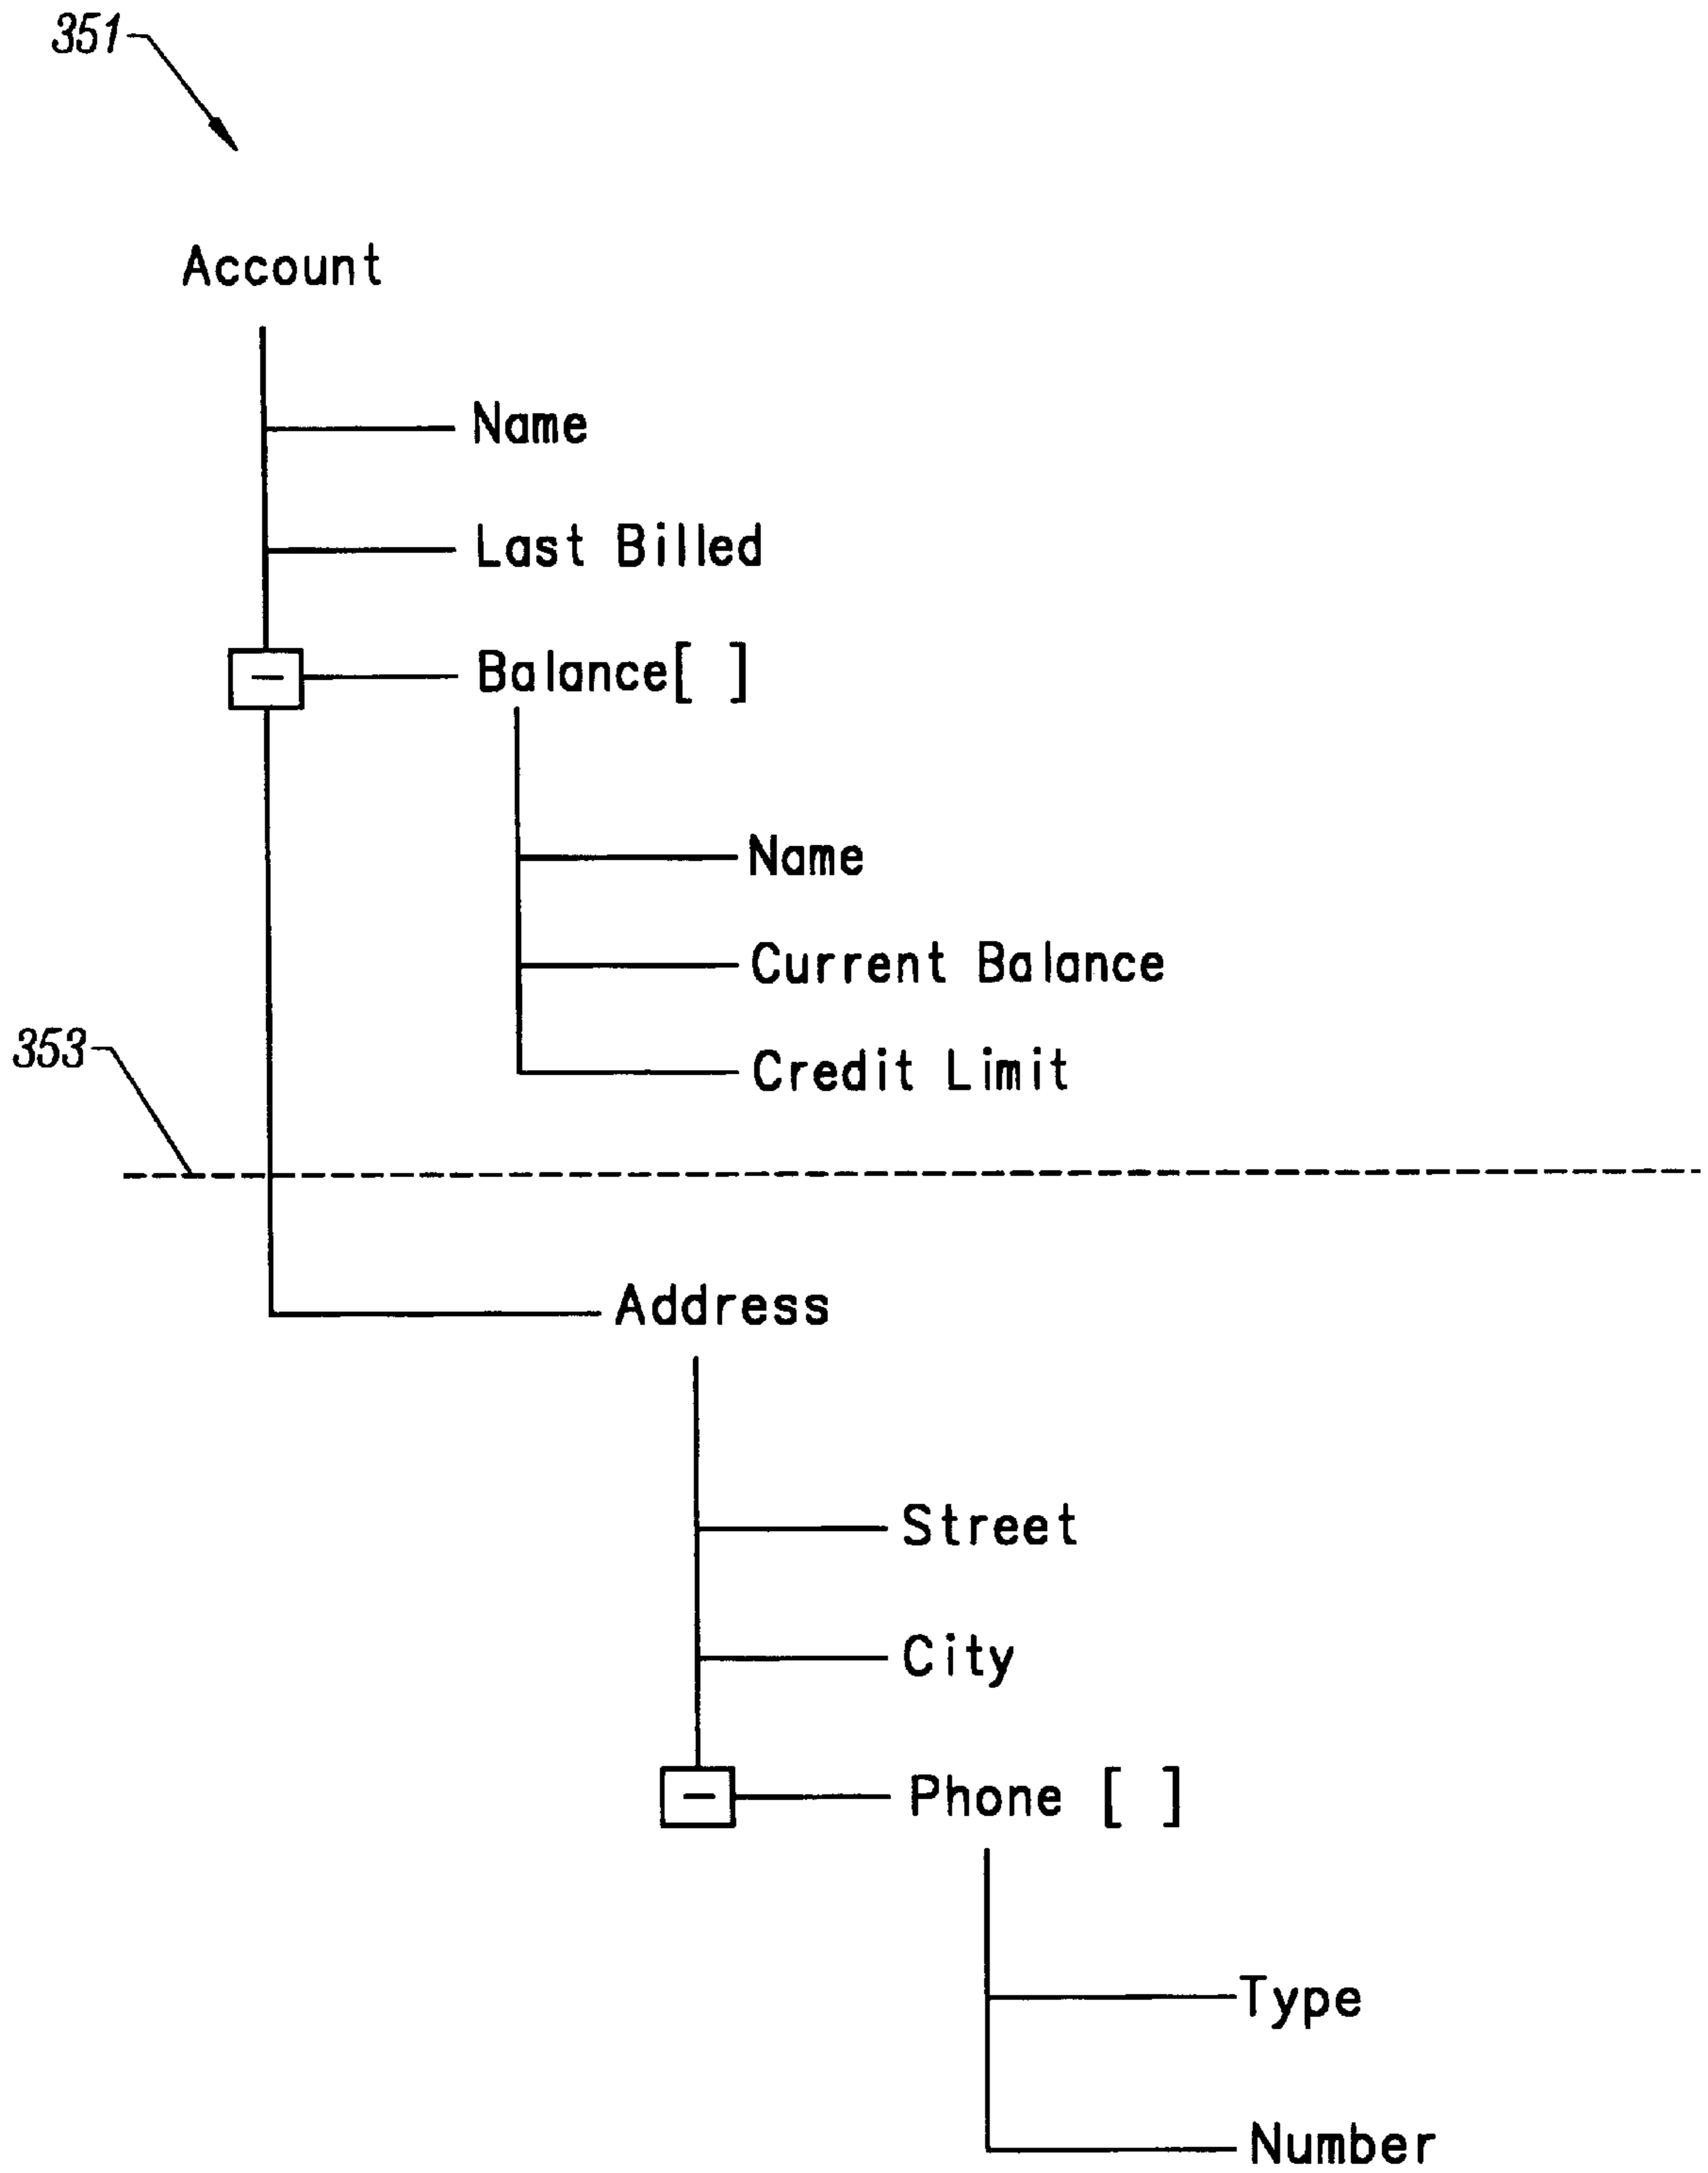 351
Account
Name
Last Billed
Balance[ ]
Name
Current Balance
Credit Limit
353
Address
Street
City
Phone [ ]
Type
Number